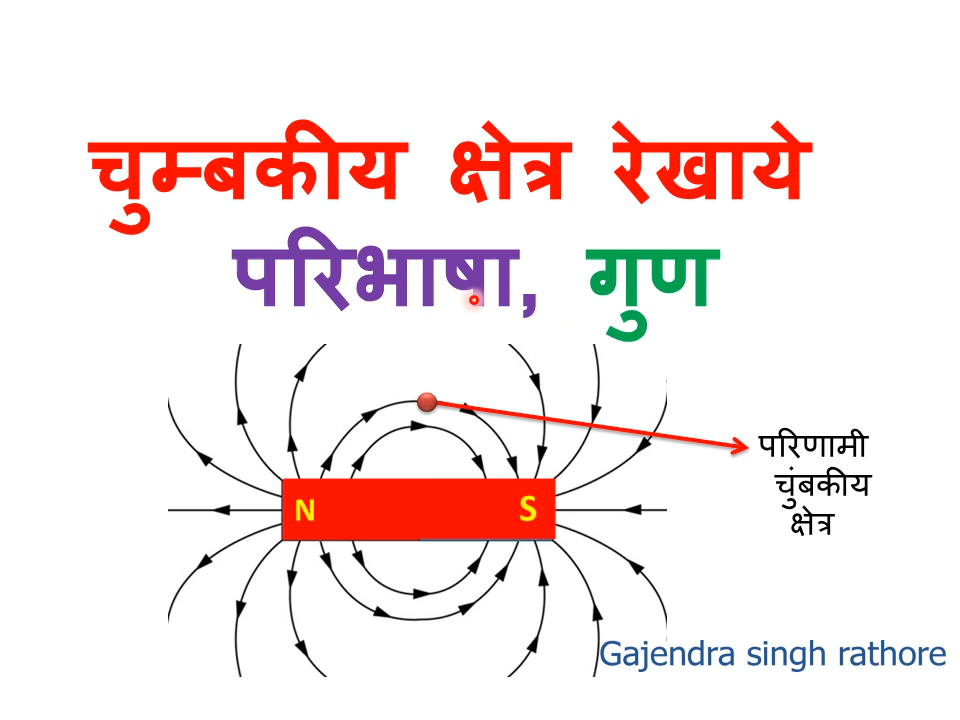 चुम्बकीय क्षेत्र रेखाये
परिभाषा, गुण
N S
परिणामी
चुंबकीय
क्षेत्र
Gajendra singh rathore